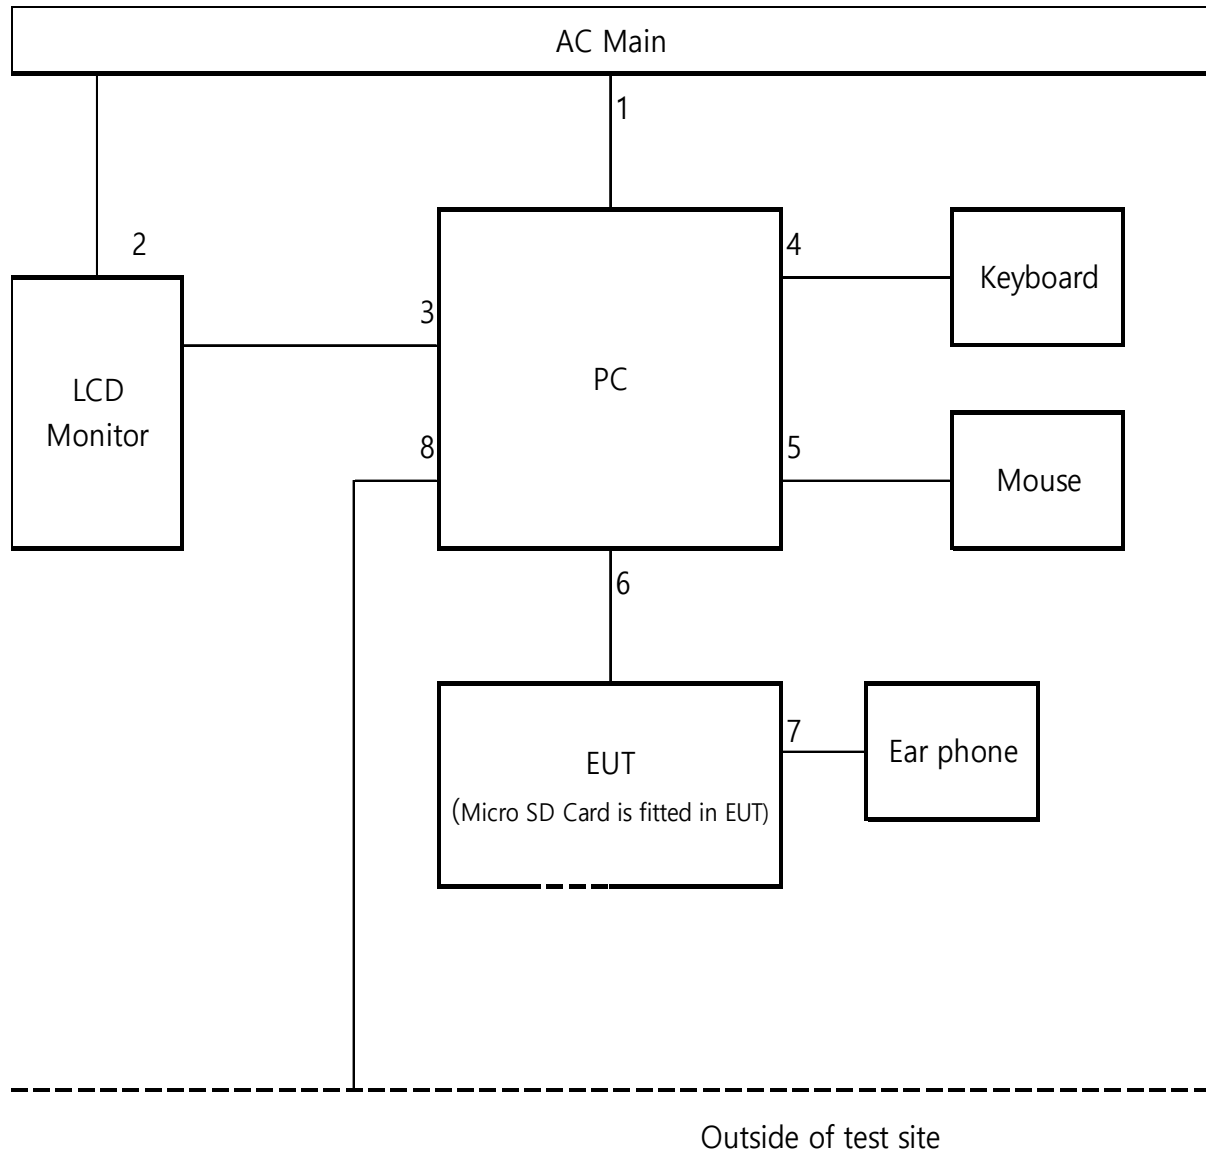 AC Main
1
2
4
Keyboard
3
PC
LCD
Monitor
8
5
Mouse
6
7
EUT
Ear phone
(Micro SD Card is fitted in EUT)
Outside of test site